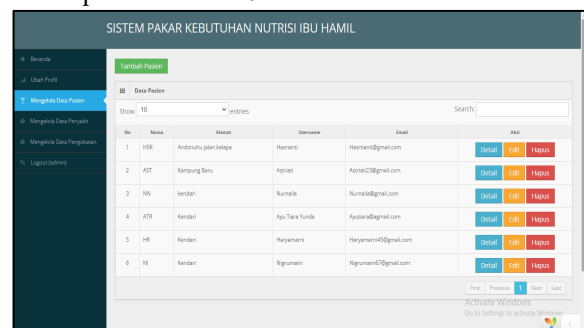 SISTEM PAKAR KEBUTUHAN NUTRISI IBU HAMIL
Beranda
Ubah Profil
Mengelola Data Pasien
Mengelola Data Penyakit
Mengelola Data Pengobatan
Logout (admin)
Tambah Pasien
Data Pasien
Show 10 entries Search:
No Nama Alamat Username Email Aksi
1 HSR Andonuhu jalan kelapa Hasrianti Hasrtianti@gmail.com Detail Edit Hapus
2 AST Kampung Baru Astriati Astriati23@gmail.com Detail Edit Hapus
3 NN kendari Nurnaila Nurnaila@gmail.com Detail Edit Hapus
4 ATR Kendari Ayu Tiara Yunda Ayutiara@agmail.com Detail Edit Hapus
5 HR Kendari Haryamarni Haryamarni45@gmail.com Detail Edit Hapus
6 Kendari Nigrumaini Nigrumaini67@gmail.com Detail Edit Hapus
First Previous 1 Next Last
Activate Windows
Go to Settings to activate Windows.